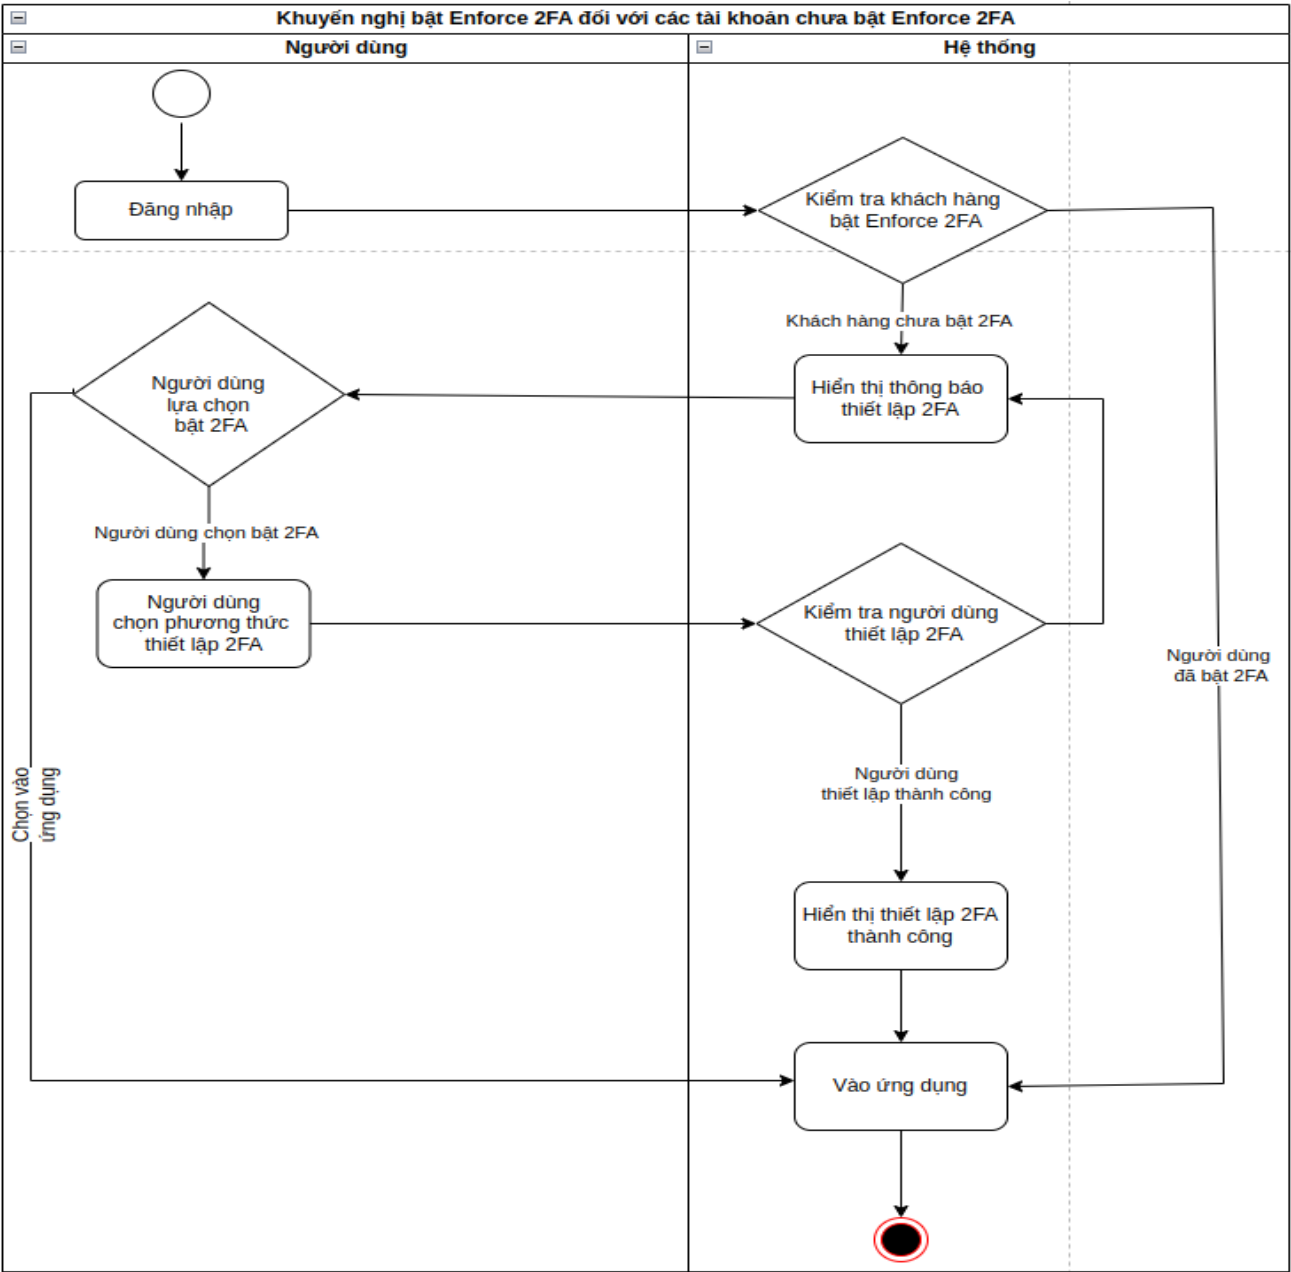 Khuyến nghị bật Enforce 2FA đối với các tài khoản chưa bật Enforce 2FA
Người dùng
Hệ thống
Đăng nhập
Kiểm tra khách hàng
bật Enforce 2FA
Khách hàng chưa bật 2FA
Hiển thị thông báo
thiết lập 2FA
Người dùng
lựa chọn
bật 2FA
Người dùng chọn bật 2FA
Người dùng
chọn phương thức
thiết lập 2FA
Kiểm tra người dùng
thiết lập 2FA
Người dùng
đã bật 2FA
Người dùng
thiết lập thành công
Chọn vào
ứng dụng
Hiển thị thiết lập 2FA
thành công
Vào ứng dụng